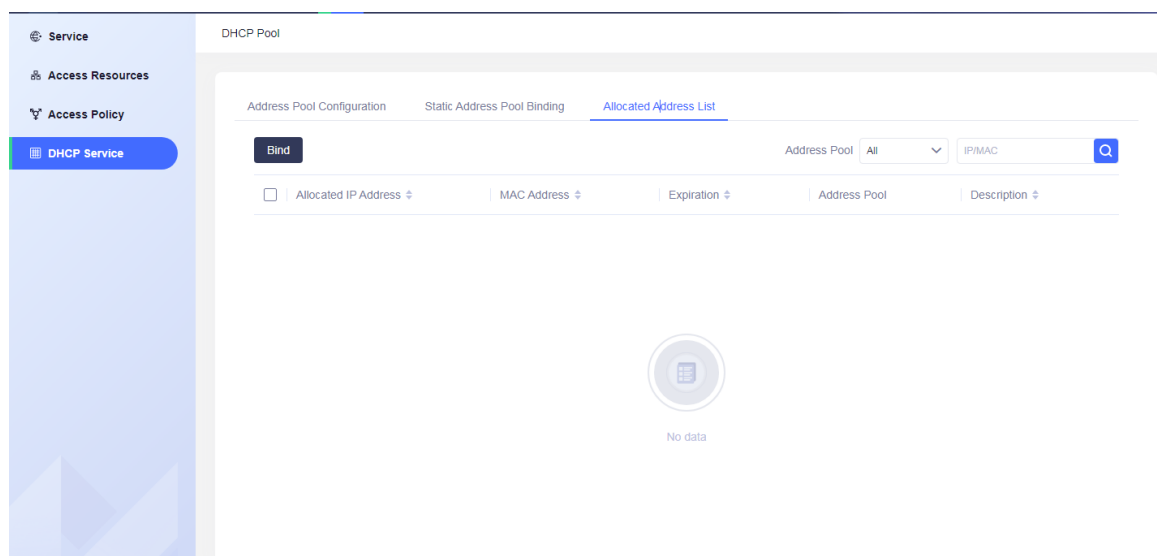 Service
DHCP Pool
Access Resources
Access Policy
DHCP Service
Address Pool Configuration Static Address Pool Binding Allocated Address List
Bind Address Pool All IP/MAC
Allocated IP Address MAC Address Expiration Address Pool Description
No data